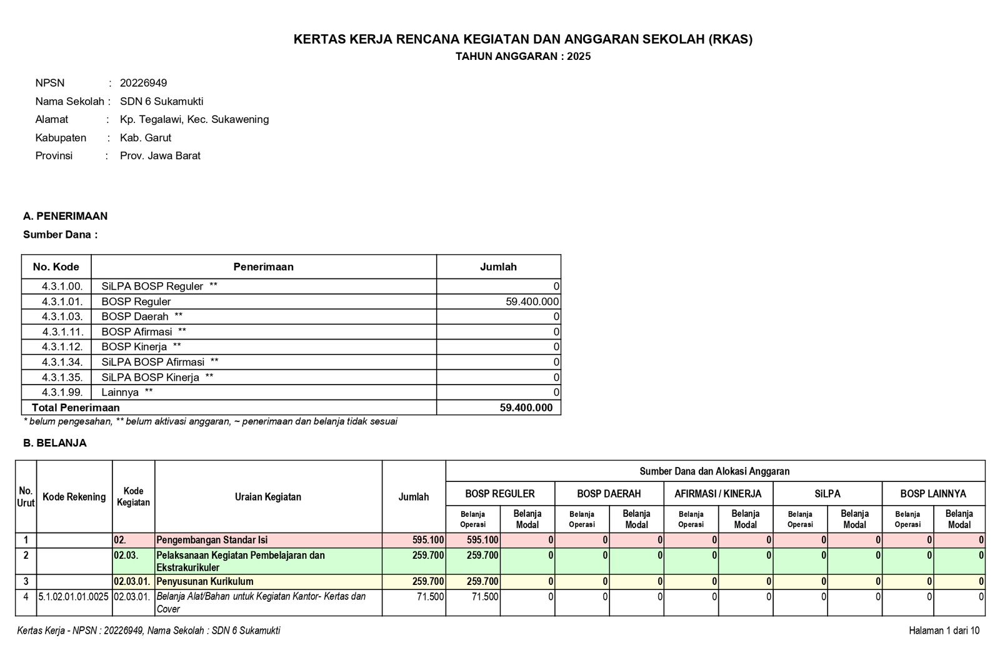 KERTAS KERJA RENCANA KEGIATAN DAN ANGGARAN SEKOLAH (RKAS)
TAHUN ANGGARAN : 2025
NPSN : 20226949
Nama Sekolah : SDN 6 Sukamukti
Alamat : Kp. Tegalawi, Kec. Sukawening
Kabupaten : Kab. Garut
Provinsi : Prov. Jawa Barat
A. PENERIMAAN
Sumber Dana :
No. Kode Penerimaan Jumlah
4.3.1.00. SiLPA BOSP Reguler ** 0
4.3.1.01. BOSP Reguler 59.400.000
4.3.1.03. BOSP Daerah ** 0
4.3.1.11. BOSP Afirmasi ** 0
4.3.1.12. BOSP Kinerja ** 0
4.3.1.34. SiLPA BOSP Afirmasi ** 0
4.3.1.35. SiLPA BOSP Kinerja ** 0
4.3.1.99. Lainnya ** 0
Total Penerimaan 59.400.000
* belum pengesahan, ** belum aktivasi anggaran, ~ penerimaan dan belanja tidak sesuai
B. BELANJA
No. Urut Kode Rekening Kode Kegiatan Uraian Kegiatan Jumlah Sumber Dana dan Alokasi Anggaran
BOSP REGULER BOSP DAERAH AFIRMASI / KINERJA SiLPA BOSP LAINNYA
Belanja Operasi Belanja Modal Belanja Operasi Belanja Modal Belanja Operasi Belanja Modal Belanja Operasi Belanja Modal Belanja Operasi Belanja Modal
1 02. Pengembangan Standar Isi 595.100 595.100 0 0 0 0 0 0 0 0 0
2 02.03. Pelaksanaan Kegiatan Pembelajaran dan 259.700 259.700 0 0 0 0 0 0 0 0 0
Ekstrakurikuler
3 02.03.01. Penyusunan Kurikulum 259.700 259.700 0 0 0 0 0 0 0 0 0
4 5.1.02.01.01.0025 02.03.01. Belanja Alat/Bahan untuk Kegiatan Kantor- Kertas dan 71.500 71.500 0 0 0 0 0 0 0 0 0
Cover
Kertas Kerja - NPSN : 20226949, Nama Sekolah : SDN 6 Sukamukti Halaman 1 dari 10